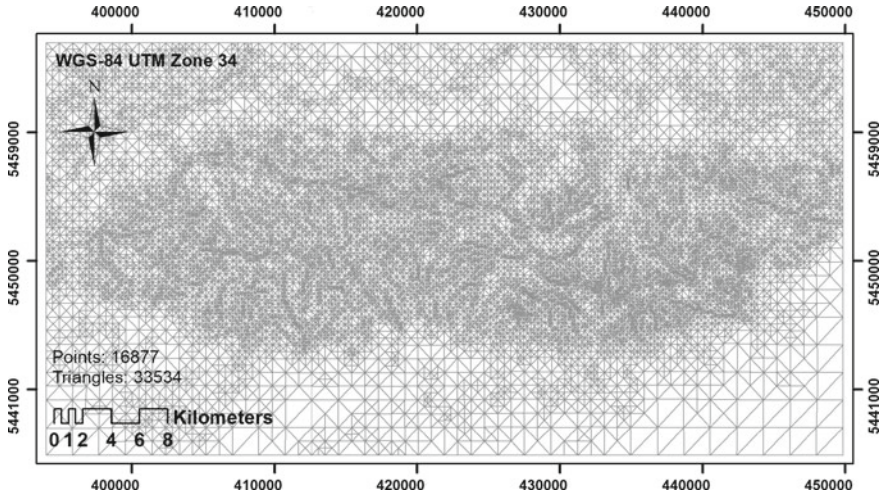 400000 410000 420000 430000 440000 450000
WGS-84 UTM Zone 34
N
5459000 5459000
5450000 5450000
Points: 16877
Triangles: 33534
5441000 5441000
Kilometers
0 1 2 4 6 8
400000 410000 420000 430000 440000 450000